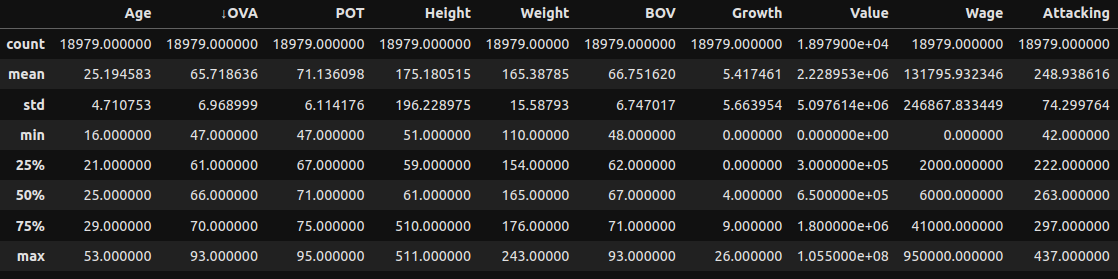 Age ↓OVA POT Height Weight BOV Growth Value Wage Attacking
count 18979.000000 18979.000000 18979.000000 18979.000000 18979.000000 18979.000000 18979.000000 1.897900e+04 18979.000000 18979.000000
mean 25.194583 65.718636 71.136098 175.180515 165.38785 66.751620 5.417461 2.228953e+06 131795.932346 248.938616
std 4.710753 6.968999 6.114176 196.228975 15.58793 6.747017 5.663954 5.097614e+06 246867.833449 74.299764
min 16.000000 47.000000 47.000000 51.000000 110.00000 48.000000 0.000000 0.000000e+00 0.000000 42.000000
25% 21.000000 61.000000 67.000000 59.000000 154.00000 62.000000 0.000000 3.000000e+05 2000.000000 222.000000
50% 25.000000 66.000000 71.000000 61.000000 165.00000 67.000000 4.000000 6.500000e+05 6000.000000 263.000000
75% 29.000000 70.000000 75.000000 510.000000 176.00000 71.000000 9.000000 1.800000e+06 41000.000000 297.000000
max 53.000000 93.000000 95.000000 511.000000 243.00000 93.000000 26.000000 1.055000e+08 950000.000000 437.000000